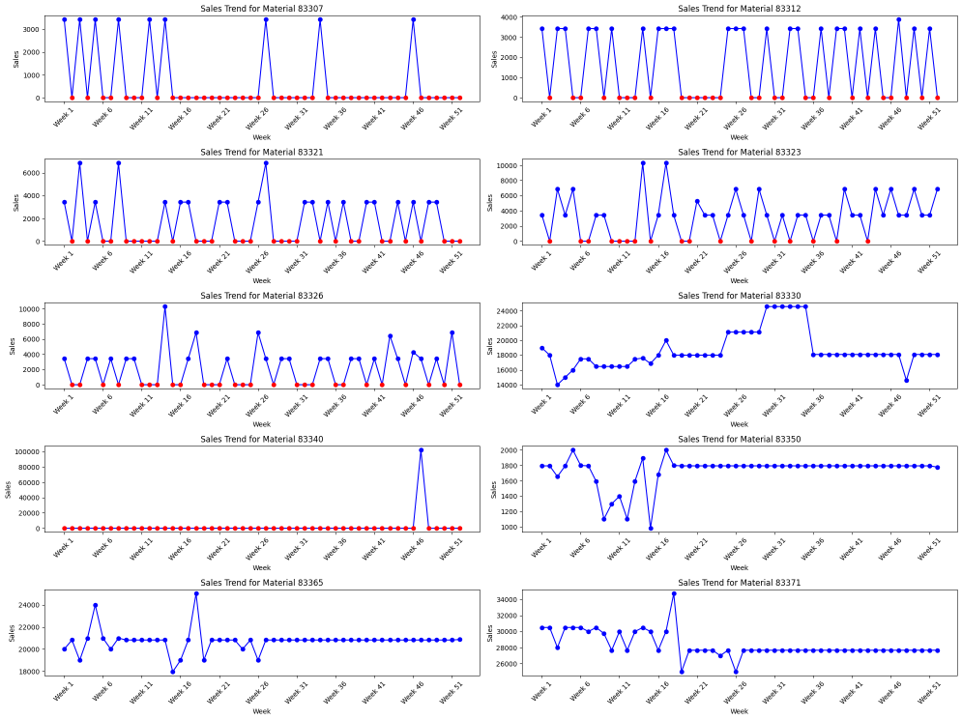 Sales Trend for Material 83307
Sales
3000
2000
1000
0
Week 1
Week 6
Week 11
Week 16
Week 21
Week 26
Week 31
Week 36
Week 41
Week 46
Week 51
Week
Sales Trend for Material 83312
Sales
4000
3000
2000
1000
0
Week 1
Week 6
Week 11
Week 16
Week 21
Week 26
Week 31
Week 36
Week 41
Week 46
Week 51
Week
Sales Trend for Material 83321
Sales
6000
4000
2000
0
Week 1
Week 6
Week 11
Week 16
Week 21
Week 26
Week 31
Week 36
Week 41
Week 46
Week 51
Week
Sales Trend for Material 83323
Sales
10000
8000
6000
4000
2000
0
Week 1
Week 6
Week 11
Week 16
Week 21
Week 26
Week 31
Week 36
Week 41
Week 46
Week 51
Week
Sales Trend for Material 83326
Sales
10000
8000
6000
4000
2000
0
Week 1
Week 6
Week 11
Week 16
Week 21
Week 26
Week 31
Week 36
Week 41
Week 46
Week 51
Week
Sales Trend for Material 83330
Sales
24000
22000
20000
18000
16000
14000
Week 1
Week 6
Week 11
Week 16
Week 21
Week 26
Week 31
Week 36
Week 41
Week 46
Week 51
Week
Sales Trend for Material 83340
Sales
100000
80000
60000
40000
20000
0
Week 1
Week 6
Week 11
Week 16
Week 21
Week 26
Week 31
Week 36
Week 41
Week 46
Week 51
Week
Sales Trend for Material 83350
Sales
2000
1800
1600
1400
1200
1000
Week 1
Week 6
Week 11
Week 16
Week 21
Week 26
Week 31
Week 36
Week 41
Week 46
Week 51
Week
Sales Trend for Material 83365
Sales
24000
22000
20000
18000
Week 1
Week 6
Week 11
Week 16
Week 21
Week 26
Week 31
Week 36
Week 41
Week 46
Week 51
Week
Sales Trend for Material 83371
Sales
34000
32000
30000
28000
26000
Week 1
Week 6
Week 11
Week 16
Week 21
Week 26
Week 31
Week 36
Week 41
Week 46
Week 51
Week